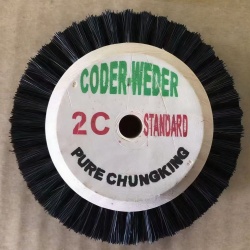 CODER-WEDER
2C STANDARD
PURE CHUNGKING